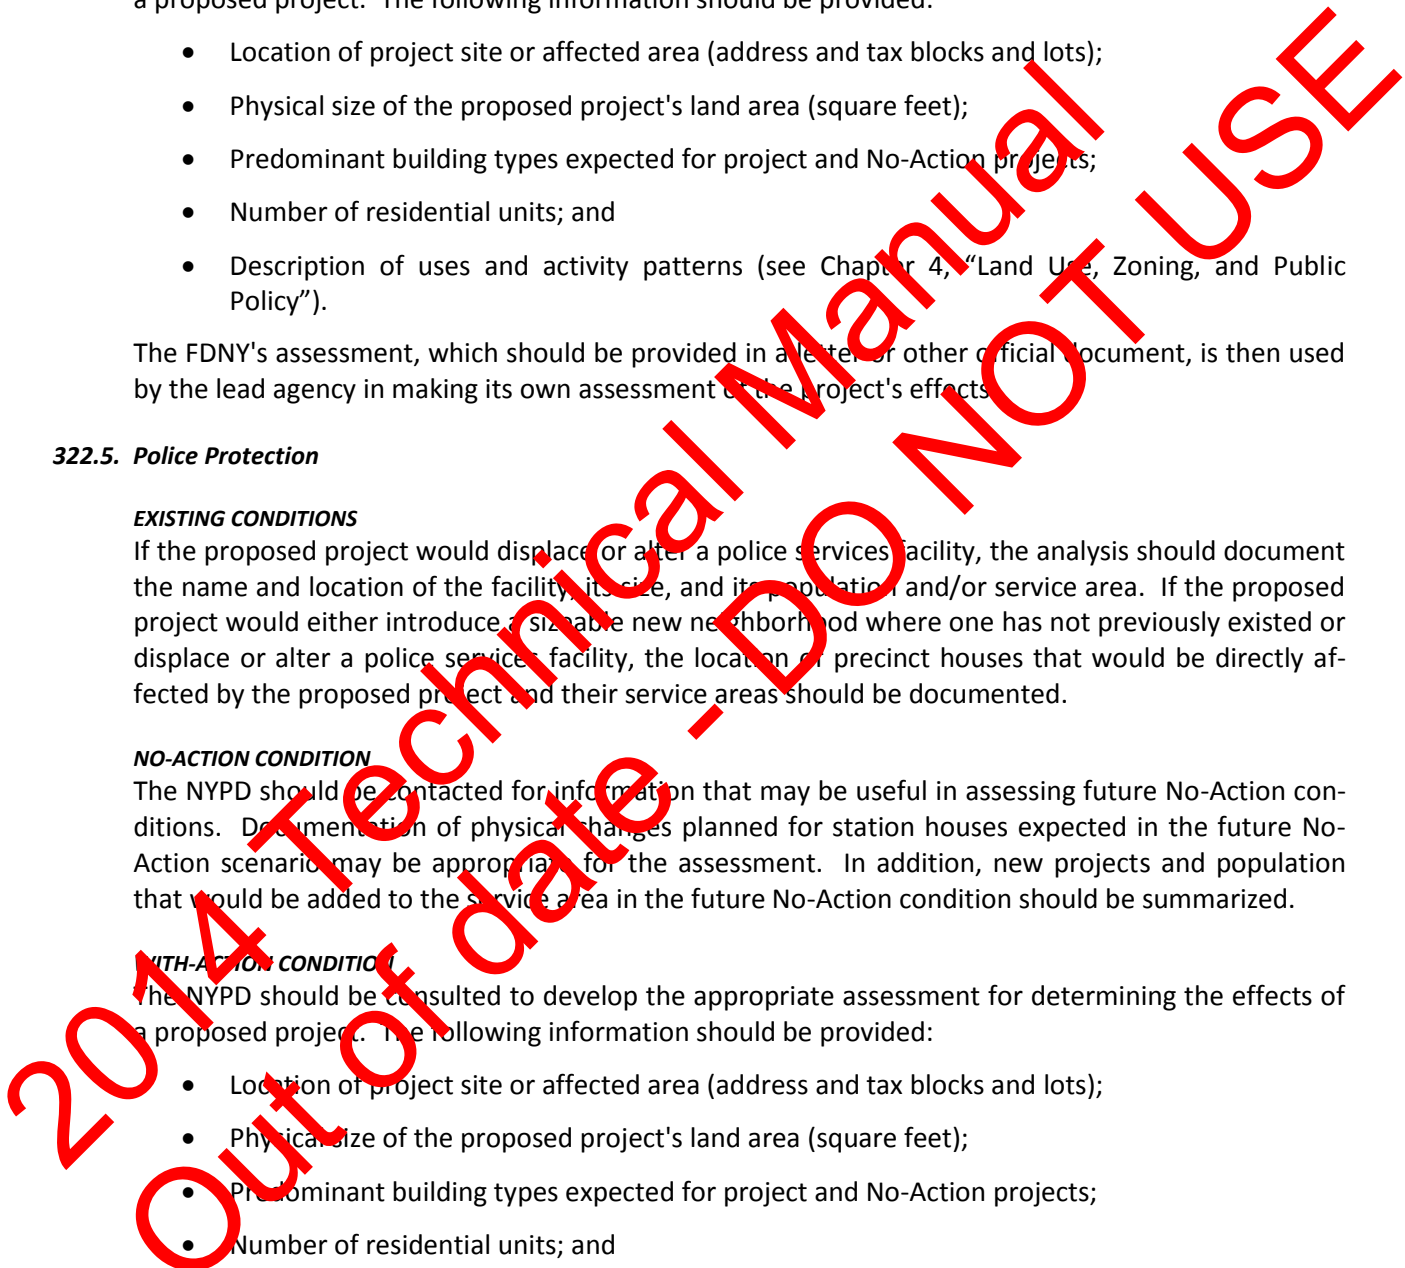 a proposed project. The following information should be provided:
• Location of project site or affected area (address and tax blocks and lots);
• Physical size of the proposed project's land area (square feet);
• Predominant building types expected for project and No-Action projects;
• Number of residential units; and
• Description of uses and activity patterns (see Chapter 4, “Land Use, Zoning, and Public
Policy”).
The FDNY's assessment, which should be provided in a letter or other official document, is then used
by the lead agency in making its own assessment of the project's effects.
322.5. Police Protection
EXISTING CONDITIONS
If the proposed project would displace or alter a police services facility, the analysis should document
the name and location of the facility, its size, and its population and/or service area. If the proposed
project would either introduce a sizeable new neighborhood where one has not previously existed or
displace or alter a police services facility, the location of precinct houses that would be directly af-
fected by the proposed project and their service areas should be documented.
NO-ACTION CONDITION
The NYPD should be contacted for information that may be useful in assessing future No-Action con-
ditions. Documentation of physical changes planned for station houses expected in the future No-
Action scenario may be appropriate for the assessment. In addition, new projects and population
that would be added to the service area in the future No-Action condition should be summarized.
WITH-ACTION CONDITION
The NYPD should be consulted to develop the appropriate assessment for determining the effects of
a proposed project. The following information should be provided:
• Location of project site or affected area (address and tax blocks and lots);
• Physical size of the proposed project's land area (square feet);
• Predominant building types expected for project and No-Action projects;
• Number of residential units; and
2014 Technical Manual
Out of date - DO NOT USE